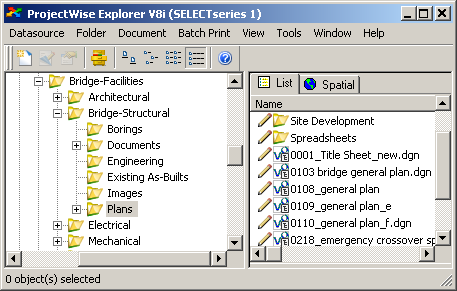 ProjectWise Explorer V8i (SELECTseries 1)
Datasource Folder Document Batch Print View Tools Window Help
Bridge-Facilities
Architectural
Bridge-Structural
Borings
Documents
Engineering
Existing As-Builts
Images
Plans
Electrical
Mechanical
List Spatial
Name
Site Development
Spreadsheets
0001_Title Sheet_new.dgn
0103 bridge general plan.dgn
0108_general plan
0109_general plan_e
0110_general plan_f.dgn
0218_emergency crossover sp
0 object(s) selected